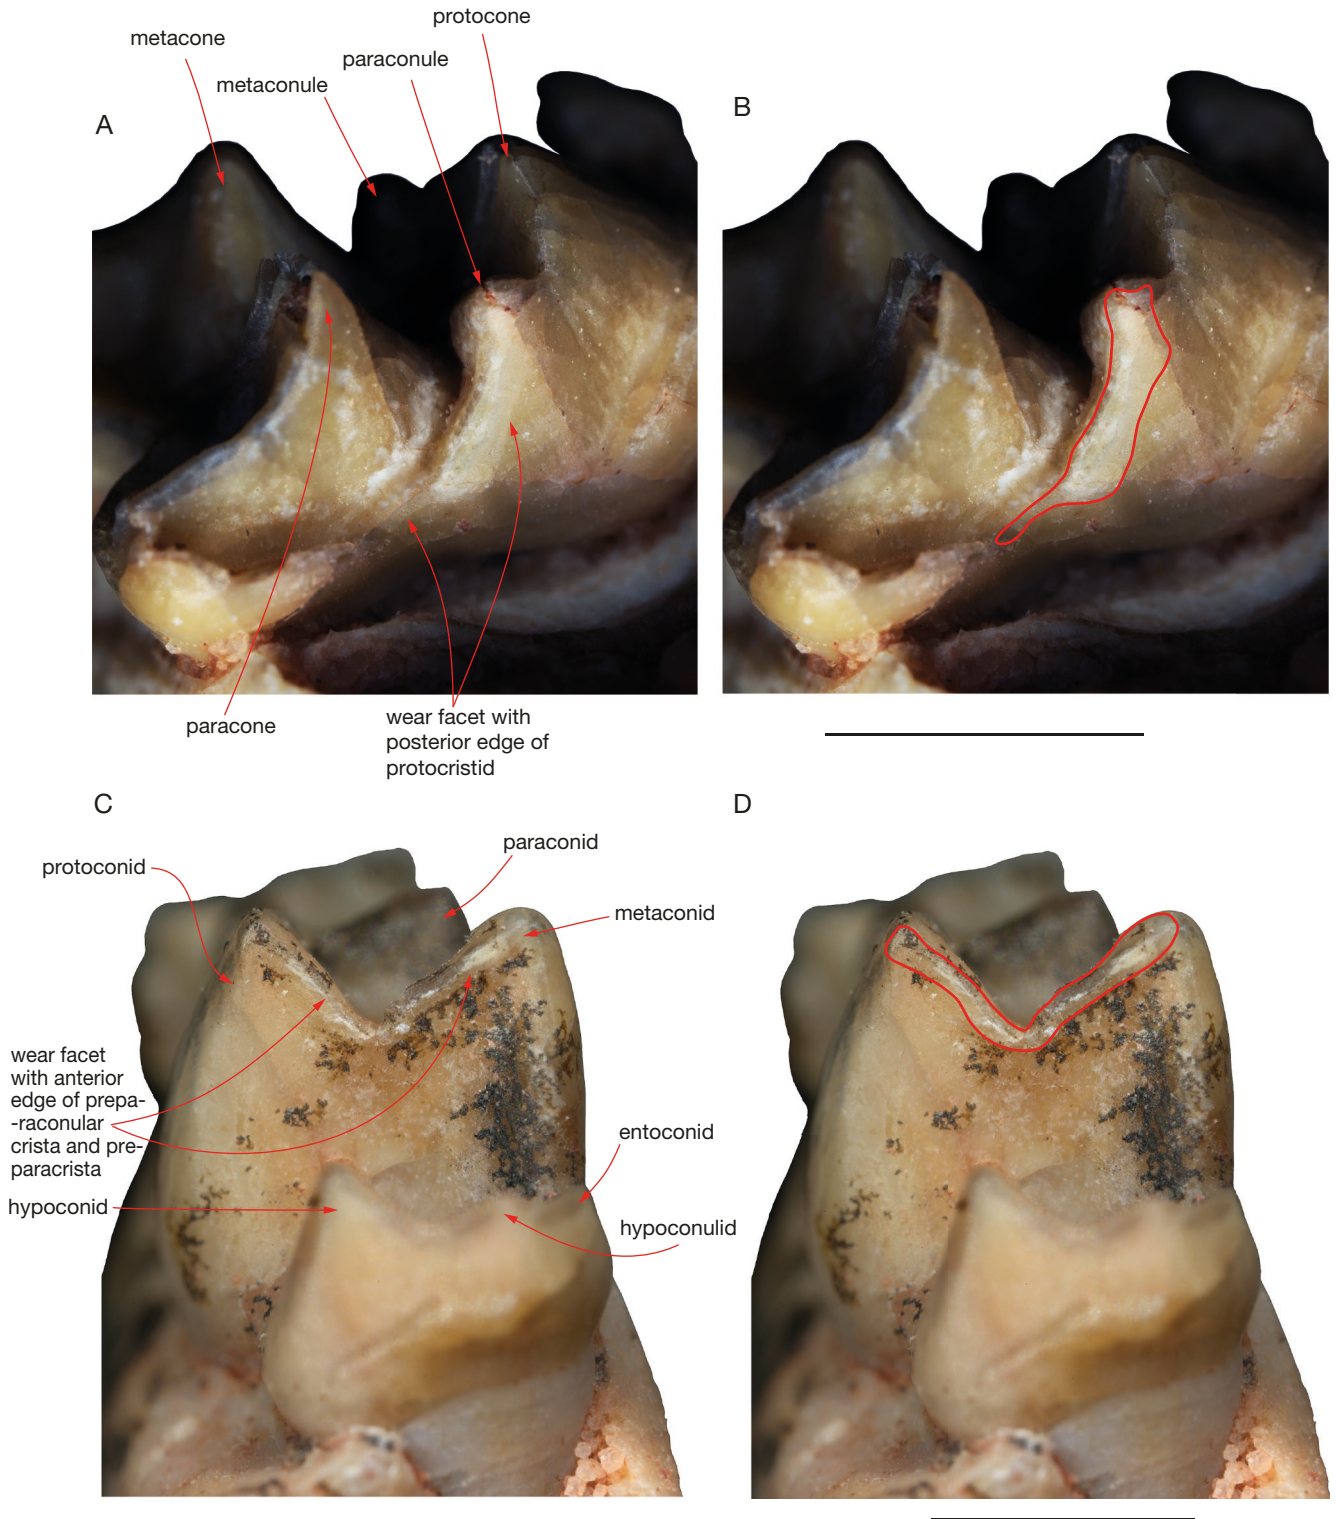 protocone
metacone
paraconule
metaconule
A
B
paracone
wear facet with
posterior edge of
protocristid
C
D
paraconid
protoconid
metaconid
wear facet
with anterior
edge of prepa-
-raconular
crista and pre-
paracrista
entoconid
hypoconid
hypoconulid